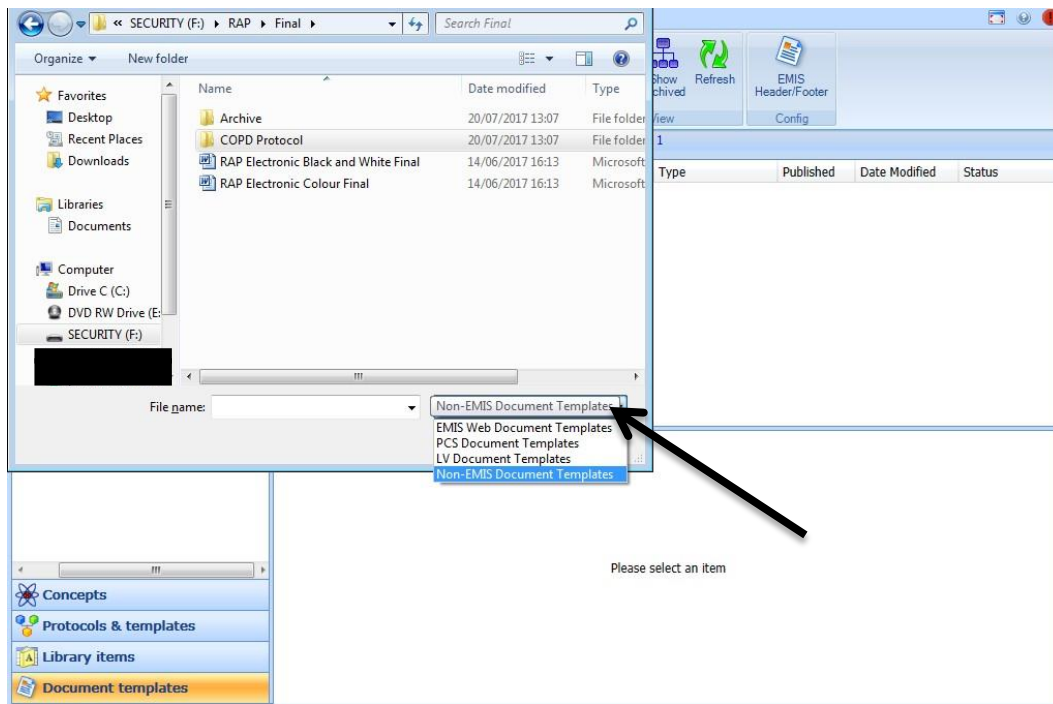 « SECURITY (F:) ▸ RAP ▸ Final ▸
Search Final
Organize ▾ New folder
Favorites
Desktop
Recent Places
Downloads
Libraries
Documents
Computer
Drive C (C:)
DVD RW Drive (E:
SECURITY (F:)
Name Date modified Type
Archive 20/07/2017 13:07 File folder
COPD Protocol 20/07/2017 13:07 File folder
RAP Electronic Black and White Final 14/06/2017 16:13 Microsoft
RAP Electronic Colour Final 14/06/2017 16:13 Microsoft
File name:
Non-EMIS Document Templates
EMIS Web Document Templates
PCS Document Templates
LV Document Templates
Non-EMIS Document Templates
Refresh
EMIS
Header/Footer
Config
1
Type Published Date Modified Status
Please select an item
Concepts
Protocols & templates
Library items
Document templates